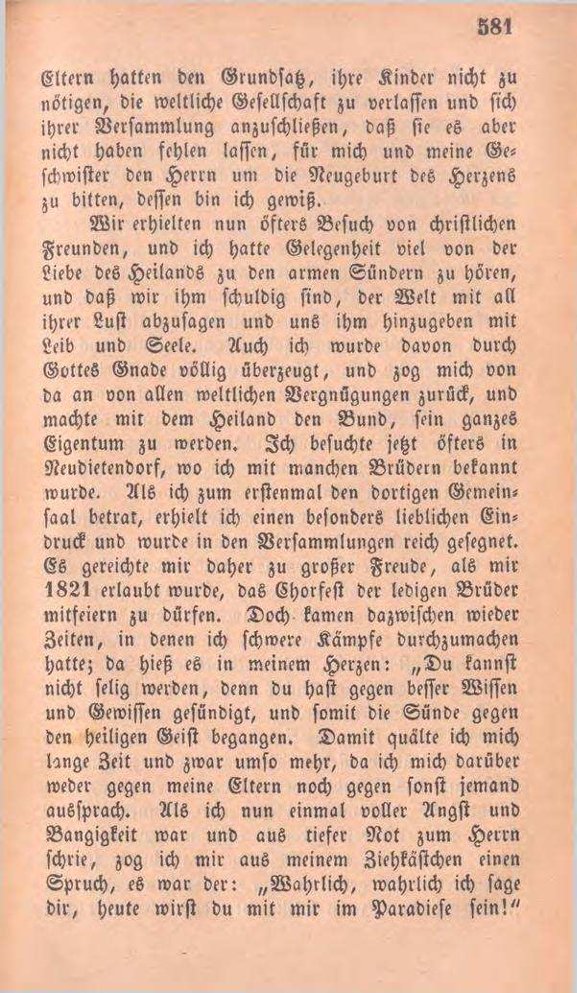 581
Eltern hatten den Grundsatz, ihre Kinder nicht zu
nötigen, die weltliche Gesellschaft zu verlassen und sich
ihrer Versammlung anzuschließen, daß sie es aber
nicht haben fehlen lassen, für mich und meine Ge-
schwister den Herrn um die Neugeburt des Herzens
zu bitten, dessen bin ich gewiß.
Wir erhielten nun öfters Besuch von christlichen
Freunden, und ich hatte Gelegenheit viel von der
Liebe des Heilands zu den armen Sündern zu hören,
und daß wir ihm schuldig sind, der Welt mit all
ihrer Lust abzusagen und uns ihm hinzugeben mit
Leib und Seele. Auch ich wurde davon durch
Gottes Gnade völlig überzeugt, und zog mich von
da an von allen weltlichen Vergnügungen zurück, und
machte mit dem Heiland den Bund, sein ganzes
Eigentum zu werden. Ich besuchte jetzt öfters in
Neudietendorf, wo ich mit manchen Brüdern bekannt
wurde. Als ich zum erstenmal den dortigen Gemein-
saal betrat, erhielt ich einen besonders lieblichen Ein-
druck und wurde in den Versammlungen reich gesegnet.
Es gereichte mir daher zu großer Freude, als mir
1821 erlaubt wurde, das Chorfest der ledigen Brüder
mitfeiern zu dürfen. Doch kamen dazwischen wieder
Zeiten, in denen ich schwere Kämpfe durchzumachen
hatte; da hieß es in meinem Herzen: „Du kannst
nicht selig werden, denn du hast gegen besser Wissen
und Gewissen gesündigt, und somit die Sünde gegen
den heiligen Geist begangen. Damit quälte ich mich
lange Zeit und zwar umso mehr, da ich mich darüber
weder gegen meine Eltern noch gegen sonst jemand
aussprach. Als ich nun einmal voller Angst und
Bangigkeit war und aus tiefer Not zum Herrn
schrie, zog ich mir aus meinem Ziehkästchen einen
Spruch, es war der: „Wahrlich, wahrlich ich sage
dir, heute wirst du mit mir im Paradiese sein!“